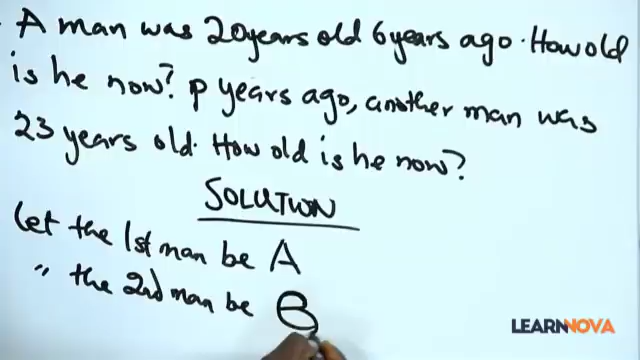 A man was 20years old 6years ago. How old
is he now? p years ago, another man was
23 years old. How old is he now?
SOLUTION
Let the 1st man be A
" the 2nd man be B
LEARNNOVA